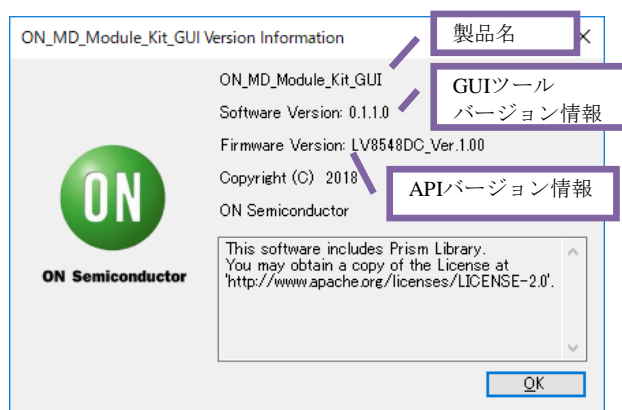 ON_MD_Module_Kit_GUI Version Information
製品名
ON_MD_Module_Kit_GUI
GUIツール
バージョン情報
Software Version: 0.1.1.0
Firmware Version: LV8548DC_Ver.1.00
Copyright (C) 2018
APIバージョン情報
ON Semiconductor
ON
ON Semiconductor
This software includes Prism Library.
You may obtain a copy of the License at
'http://www.apache.org/licenses/LICENSE-2.0'.
OK